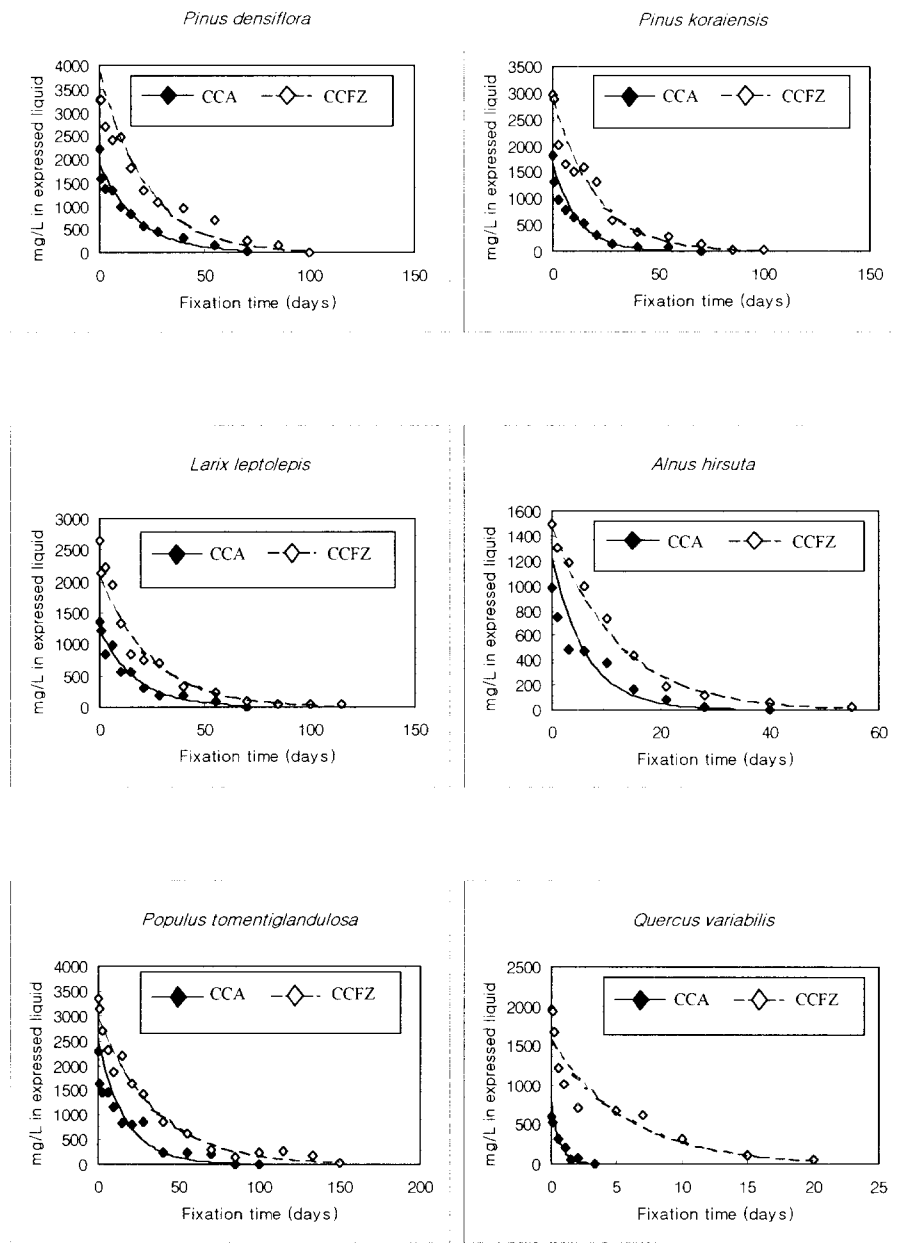 Pinus densiflora
mg/L in expressed liquid
4000
3500
3000
2500
2000
1500
1000
500
0
CCA CCFZ
0 50 100 150
Fixation time (days)
Pinus koraiensis
mg/L in expressed liquid
3500
3000
2500
2000
1500
1000
500
0
CCA CCFZ
0 50 100 150
Fixation time (days)
Larix leptolepis
mg/L in expressed liquid
3000
2500
2000
1500
1000
500
0
CCA CCFZ
0 50 100 150
Fixation time (days)
Alnus hirsuta
mg/L in expressed liquid
1600
1400
1200
1000
800
600
400
200
0
CCA CCFZ
0 20 40 60
Fixation time (days)
Populus tomentiglandulosa
mg/L in expressed liquid
4000
3500
3000
2500
2000
1500
1000
500
0
CCA CCFZ
0 50 100 150 200
Fixation time (days)
Quercus variabilis
mg/L in expressed liquid
2500
2000
1500
1000
500
0
CCA CCFZ
0 5 10 15 20 25
Fixation time (days)